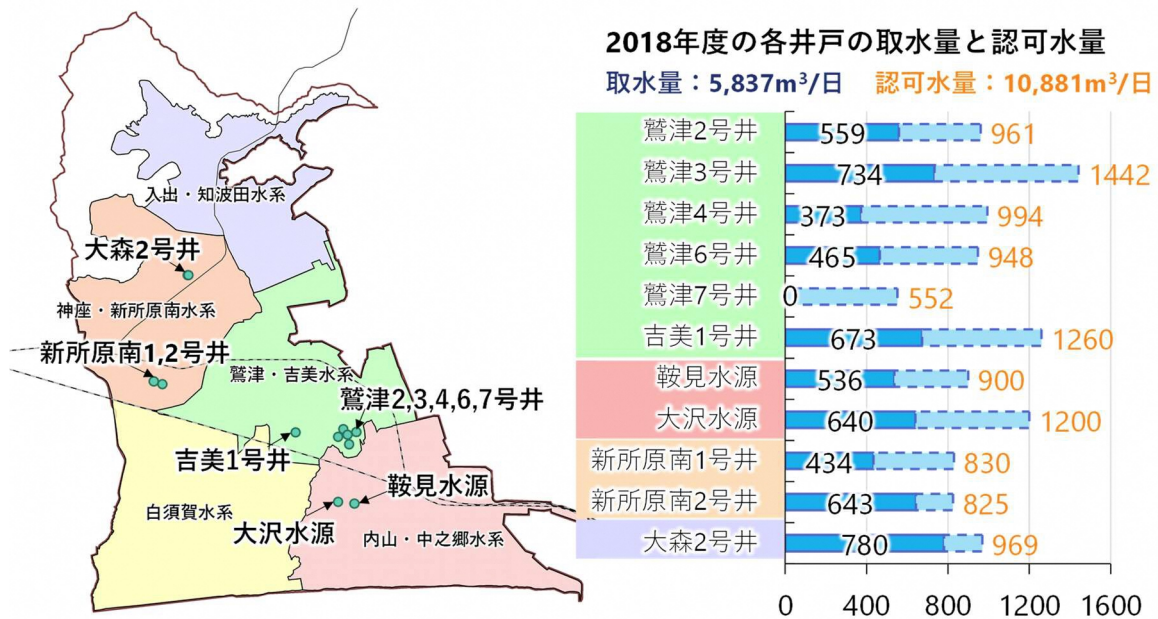 入出・知波田水系
大森2号井
神座・新所原南水系
新所原南1,2号井
鷲津・吉美水系
鷲津2,3,4,6,7号井
吉美1号井
鞍見水源
白須賀水系
大沢水源
内山・中之郷水系
2018年度の各井戸の取水量と認可水量
取水量：5,837m³/日 認可水量：10,881m³/日
鷲津2号井 559 961
鷲津3号井 734 1442
鷲津4号井 373 994
鷲津6号井 465 948
鷲津7号井 0 552
吉美1号井 673 1260
鞍見水源 536 900
大沢水源 640 1200
新所原南1号井 434 830
新所原南2号井 643 825
大森2号井 780 969
0 400 800 1200 1600